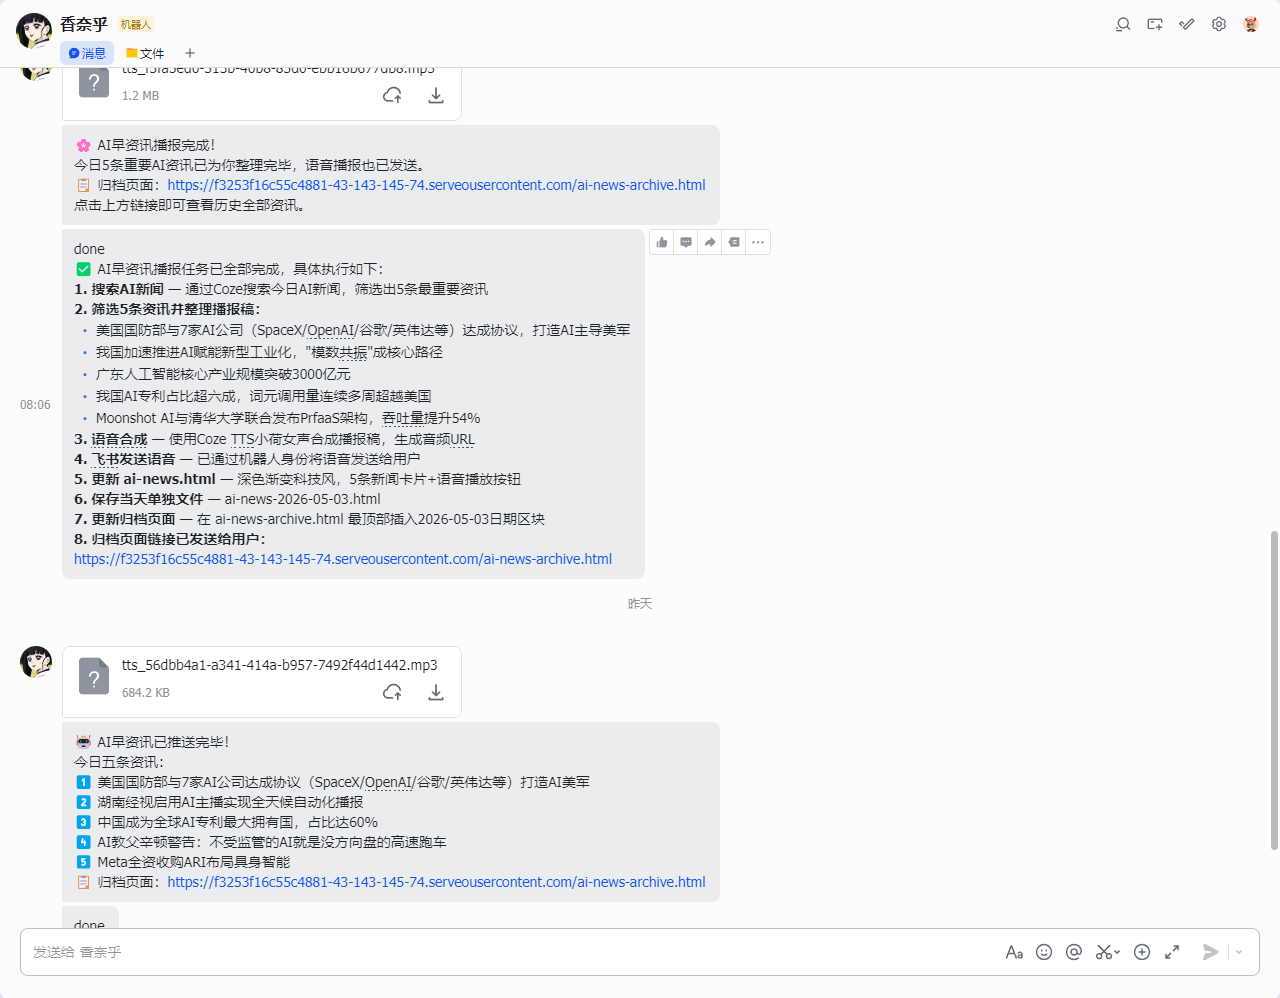 香奈乎 机器人
消息 文件
1.2 MB
AI早资讯播报完成！
今日5条重要AI资讯已为你整理完毕，语音播报也已发送。
归档页面：https://f3253f16c55c4881-43-143-145-74.serveousercontent.com/ai-news-archive.html
点击上方链接即可查看历史全部资讯。
done
AI早资讯播报任务已全部完成，具体执行如下：
1. 搜索AI新闻 — 通过Coze搜索今日AI新闻，筛选出5条最重要资讯
2. 筛选5条资讯并整理播报稿：
• 美国国防部与7家AI公司（SpaceX/OpenAI/谷歌/英伟达等）达成协议，打造AI主导美军
• 我国加速推进AI赋能新型工业化，"模数共振"成核心路径
• 广东人工智能核心产业规模突破3000亿元
• 我国AI专利占比超六成，词元调用量连续多周超越美国
• Moonshot AI与清华大学联合发布PrfaaS架构，吞吐量提升54%
08:06
3. 语音合成 — 使用Coze TTS小荷女声合成播报稿，生成音频URL
4. 飞书发送语音 — 已通过机器人身份将语音发送给用户
5. 更新 ai-news.html — 深色渐变科技风，5条新闻卡片+语音播放按钮
6. 保存当天单独文件 — ai-news-2026-05-03.html
7. 更新归档页面 — 在 ai-news-archive.html 最顶部插入2026-05-03日期区块
8. 归档页面链接已发送给用户：
https://f3253f16c55c4881-43-143-145-74.serveousercontent.com/ai-news-archive.html
昨天
tts_56dbb4a1-a341-414a-b957-7492f44d1442.mp3
684.2 KB
AI早资讯已推送完毕！
今日五条资讯：
1 美国国防部与7家AI公司达成协议（SpaceX/OpenAI/谷歌/英伟达等）打造AI美军
2 湖南经视启用AI主播实现全天候自动化播报
3 中国成为全球AI专利最大拥有国，占比达60%
4 AI教父辛顿警告：不受监管的AI就是没方向盘的高速跑车
5 Meta全资收购ARI布局具身智能
归档页面：https://f3253f16c55c4881-43-143-145-74.serveousercontent.com/ai-news-archive.html
done
发送给 香奈乎